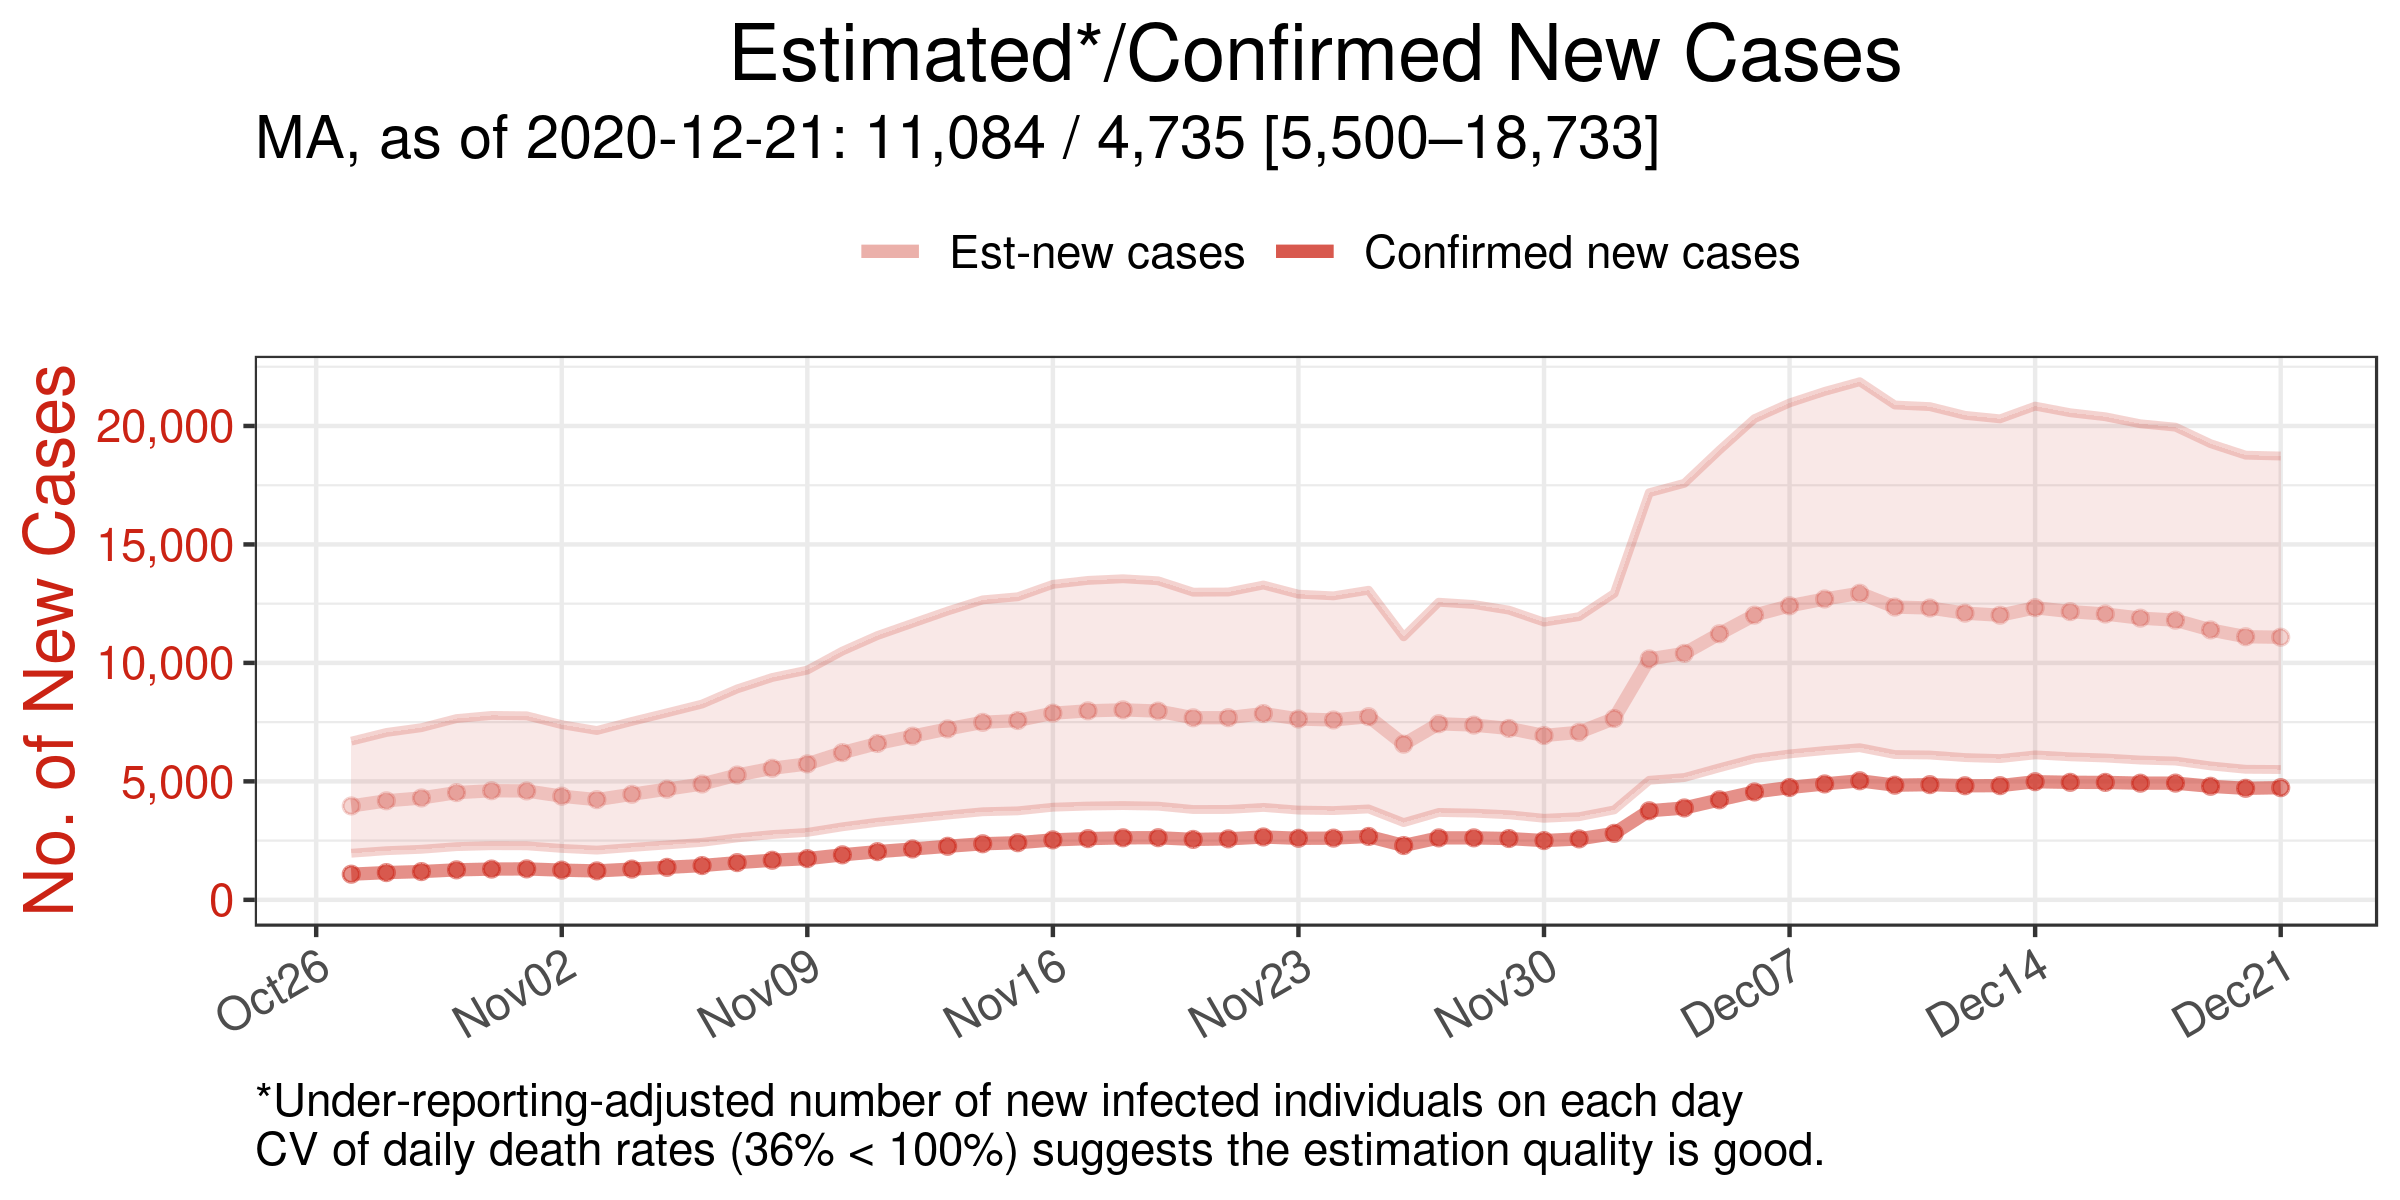 Estimated*/Confirmed New Cases
MA, as of 2020-12-21: 11,084 / 4,735 [5,500–18,733]
Est-new cases
Confirmed new cases
No. of New Cases
20,000
15,000
10,000
5,000
0
Oct26
Nov02
Nov09
Nov16
Nov23
Nov30
Dec07
Dec14
Dec21
*Under-reporting-adjusted number of new infected individuals on each day
CV of daily death rates (36% < 100%) suggests the estimation quality is good.